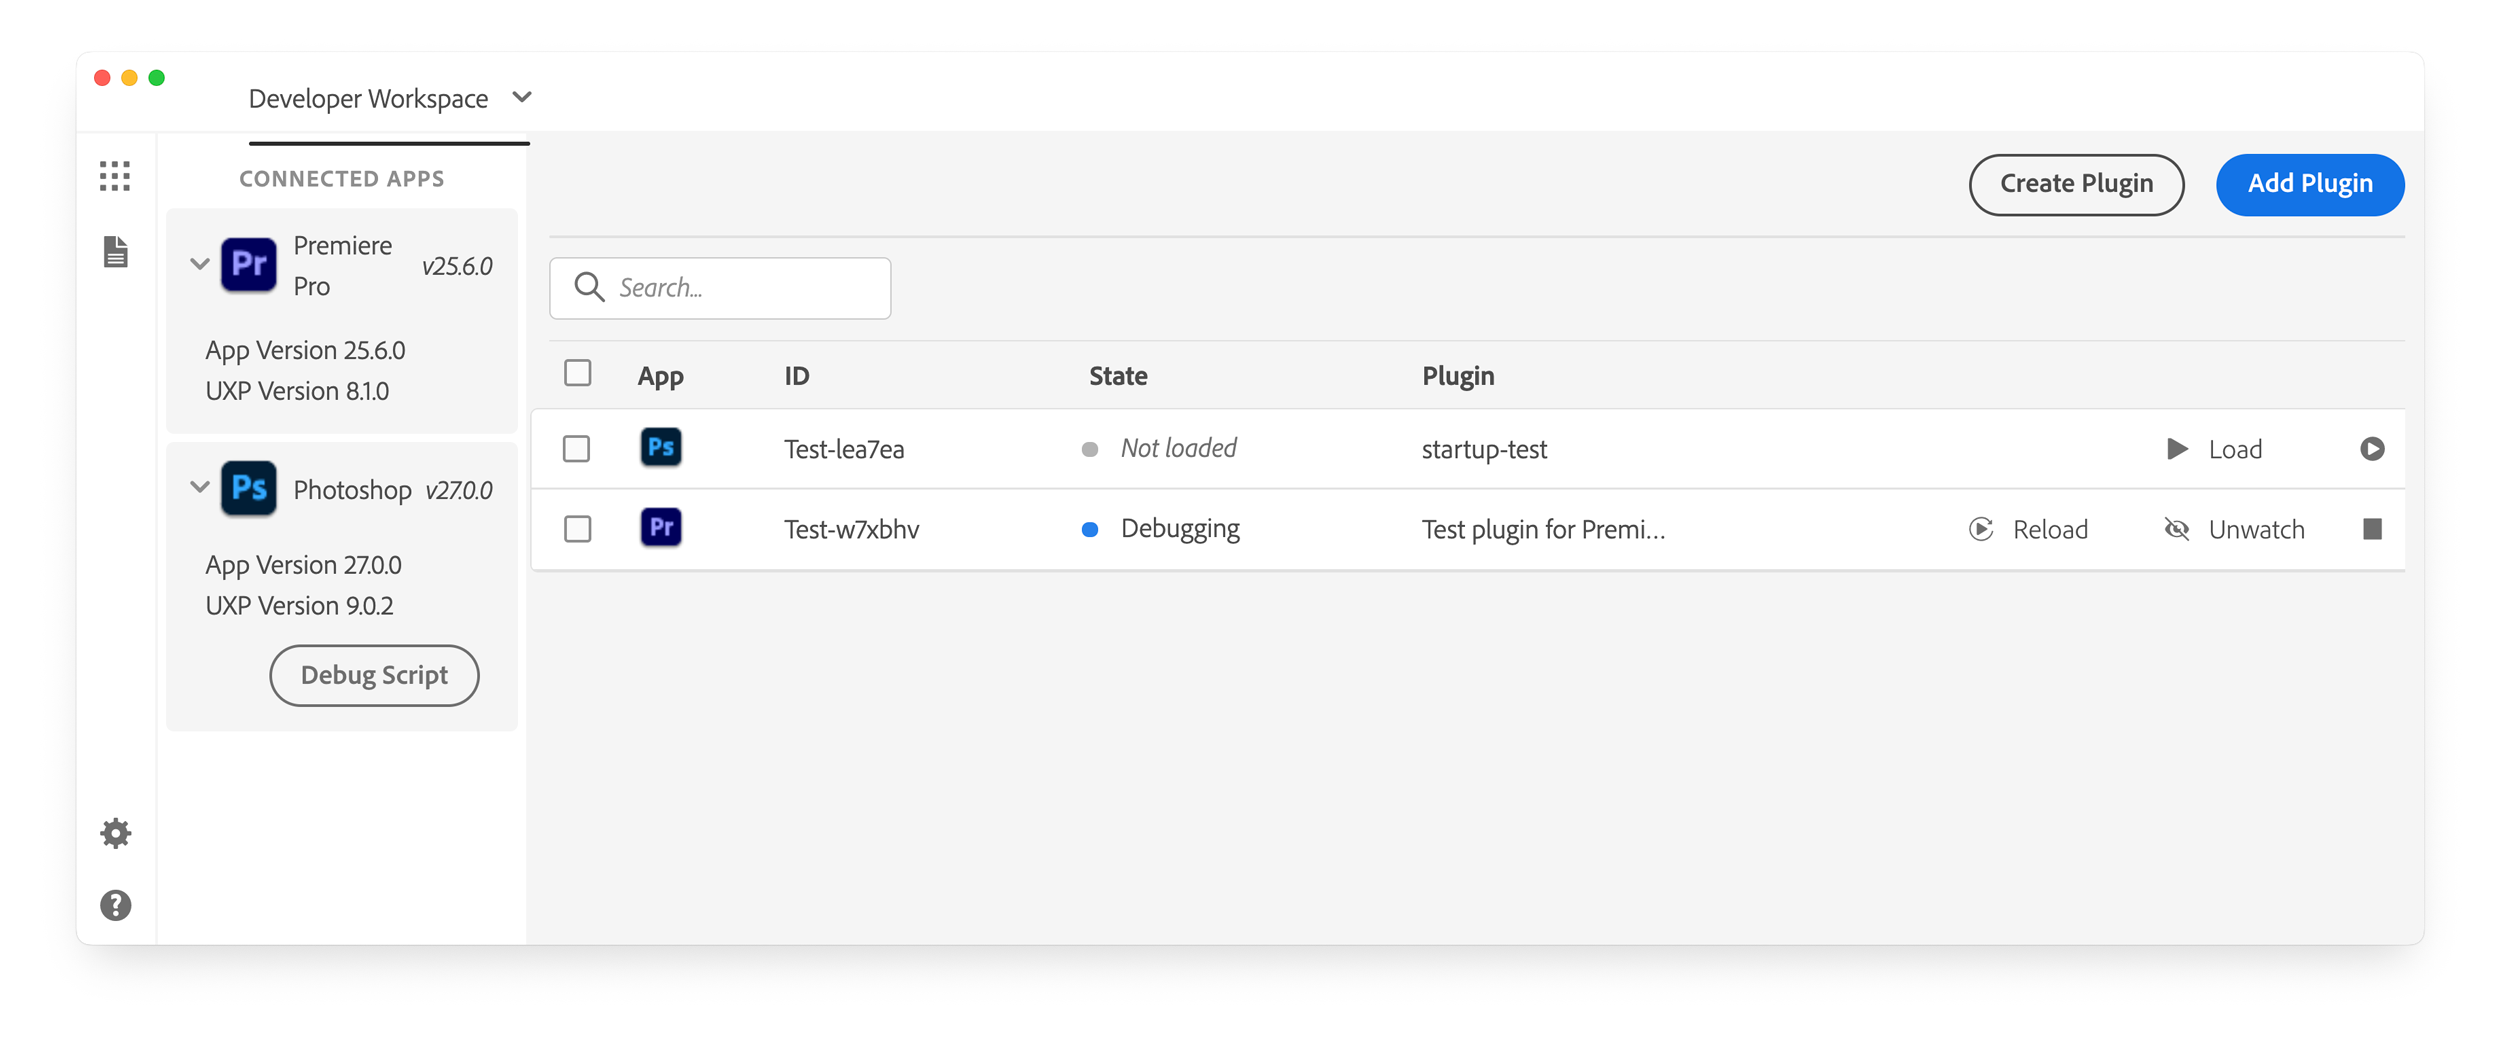 Developer Workspace
CONNECTED APPS
Pr Premiere Pro v25.6.0
App Version 25.6.0
UXP Version 8.1.0
Ps Photoshop v27.0.0
App Version 27.0.0
UXP Version 9.0.2
Debug Script
Create Plugin Add Plugin
Search...
App ID State Plugin
Ps Test-lea7ea Not loaded startup-test Load
Pr Test-w7xbhv Debugging Test plugin for Premi... Reload Unwatch